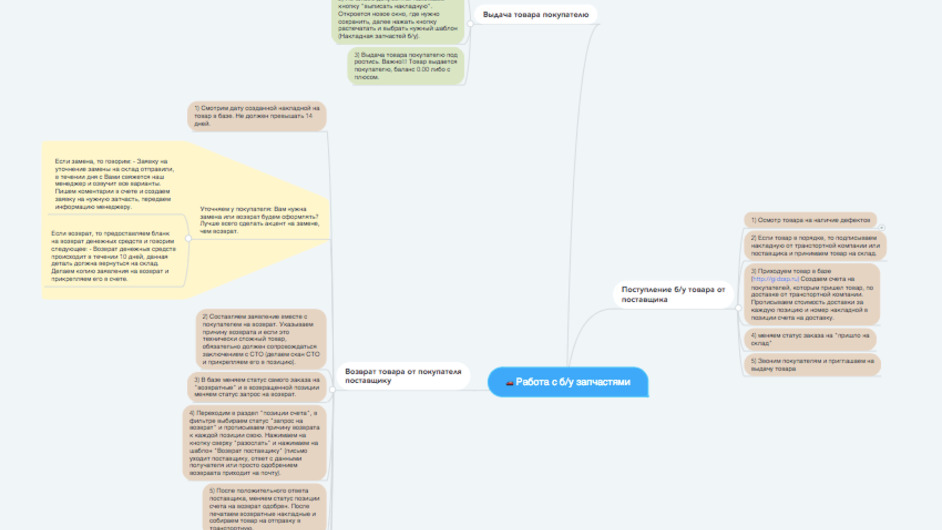 кнопку "выписать накладную".
Откроется новое окно, где нужно
сохранить, далее нажать кнопку
распечатать и выбрать нужный шаблон
(Накладная запчастей б/у).
Выдача товара покупателю
3) Выдача товара покупателю под
роспись. Важно!!! Товар выдается
покупателю, баланс 0.00 либо с
плюсом.
1) Смотрим дату созданной накладной на
товар в базе. Не должен превышать 14
дней.
Если замена, то говорим: - Заявку на
уточнение замены на склад отправили,
в течении дня с Вами свяжется наш
менеджер и озвучит все варианты.
Пишем коментарии в счете и создаем
заявку на нужную запчасть, передаем
информацию менеджеру.
Уточняем у покупателя: Вам нужна
замена или возврат будем оформлять?
Лучше всего сделать акцент на замене,
чем возврат.
Если возврат, то предоставляем бланк
на возврат денежных средств и говорим
следующее: - Возврат денежных средств
происходит в течении 10 дней, данная
деталь должна вернуться на склад.
Делаем копию заявления на возврат и
прикрепляем его в счете.
2) Составляем заявление вместе с
покупателем на возврат. Указываем
причину возврата и если это
технически сложный товар,
обязательно должен сопровождаться
заключением с СТО (делаем скан СТО
и прикрепляем его в позицию).
3) В базе меняем статус самого заказа на
"возвратные" и в возвращенной позиции
меняем статус запрос на возврат.
Возврат товара от покупателя
поставщику
4) Переходим в раздел "позиции счета", в
фильтре выбираем статус "запрос на
возврат" и прописываем причину возврата
к каждой позиции свою. Нажимаем на
кнопку сверху "разослать" и нажимаем на
шаблон "Возврат поставщику" (письмо
уходит поставщику, ответ с данными
получателя или просто одобрением
возврата приходит на почту).
5) После положительного ответа
поставщика, меняем статус позиции
счета на возврат одобрен. После
печатаем возвратные накладные и
собираем товар на отправку в
транспортную
Работа с б/у запчастями
Поступление б/у товара от
поставщика
1) Осмотр товара на наличие дефектов
2) Если товар в порядке, то подписываем
накладную от транспортной компании или
поставщика и принимаем товар на склад.
3) Приходуем товар в базе
Создаем счета на
покупателей, которым пришел товар, по
доставке от транспортной компании.
Прописываем стоимость доставки за
каждую позицию и номер накладной в
позиции счета на доставку.
4) меняем статус заказа на "пришло на
склад"
5) Звоним покупателям и приглашаем на
выдачу товара